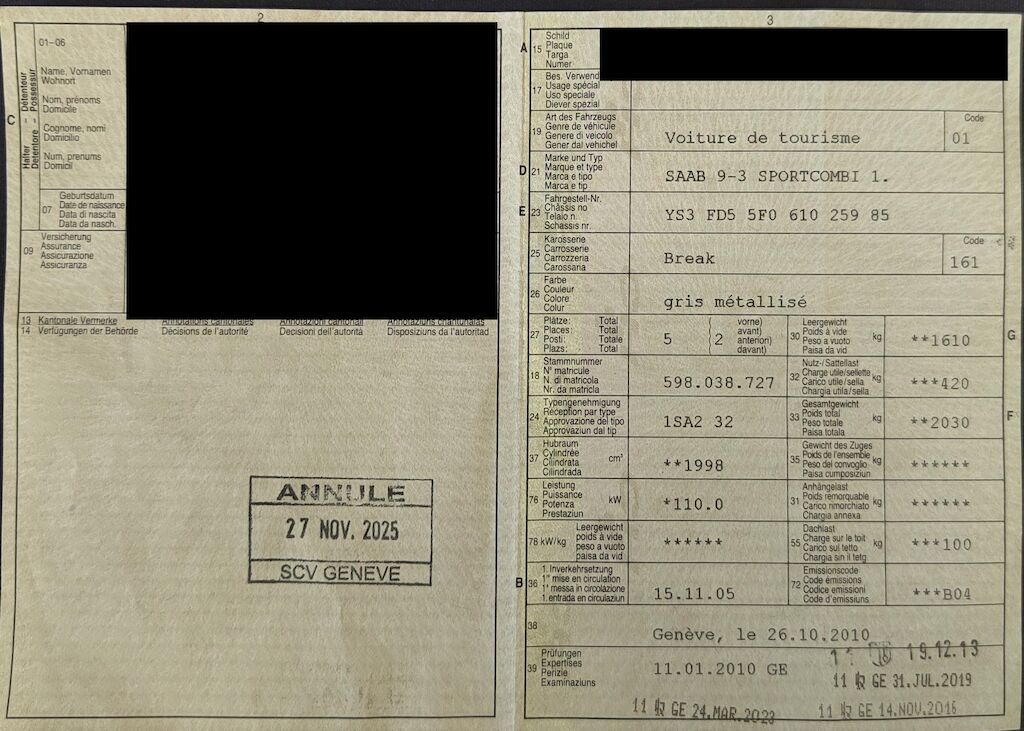 2
01-06
Halter – Détenteur
Detentore – Possessur
Name, Vornamen
Wohnort
Nom, prénoms
Domicile
Cognome, nomi
Domicilio
Num, prenums
Domicil
C
07
Geburtsdatum
Date de naissance
Data di nascita
Data da nasch.
09
Versicherung
Assurance
Assicurazione
Assicuranza
13 Kantonale Vermerke Annotations cantonales Annotazioni cantonali Annotaziuns chantunalas
14 Verfügungen der Behörde Décisions de l'autorité Decisioni dell'autorità Disposiziuns da l'autoritad
ANNULE
27 NOV. 2025
SCV GENEVE
3
A 15
Schild
Plaque
Targa
Numer
17
Bes. Verwend
Usage spécial
Uso speciale
Diever spezial
19
Art des Fahrzeugs
Genre de véhicule
Genere di veicolo
Gener dal vehichel
Voiture de tourisme
Code
01
D 21
Marke und Typ
Marque et type
Marca e tipo
Marca e tip
SAAB 9-3 SPORTCOMBI 1.
E 23
Fahrgestell-Nr.
Châssis no
Telaio n.
Schassis nr.
YS3 FD5 5F0 610 259 85
25
Karosserie
Carrosserie
Carrozzeria
Carossaria
Break
Code
161
26
Farbe
Couleur
Colore
Colur
gris métallisé
27
Plätze: Total
Places: Total
Posti: Totale
Plazs: Total
5
2
vorne)
avant)
anteriori)
davant)
30
Leergewicht
Poids à vide
Peso a vuoto
Paisa da vid
kg
**1610
G
18
Stammnummer
N° matricule
N. di matricola
Nr. da matricla
598.038.727
32
Nutz-/Sattellast
Charge utile/sellette
Carico utile/sella
Chargia utila/sella
kg
***420
24
Typengenehmigung
Réception par type
Approvazione del tipo
Approvaziun dal tip
1SA2 32
33
Gesamtgewicht
Poids total
Peso totale
Paisa totala
kg
**2030
F
37
Hubraum
Cylindrée
Cilindrata
Cilindrada
cm³
**1998
35
Gewicht des Zuges
Poids de l'ensemble
Peso del convoglio
Paisa cumposiziun
kg
******
76
Leistung
Puissance
Potenza
Prestaziun
kW
*110.0
31
Anhängelast
Poids remorquable
Carico rimorchiato
Chargia annexa
kg
******
78 kW/kg
Leergewicht
poids à vide
peso a vuoto
paisa da vid
******
55
Dachlast
Charge sur le toit
Carico sul tetto
Chargia sin il tetg
kg
***100
B 36
1. Inverkehrsetzung
1re mise en circulation
1a messa in circolazione
1. entrada en circulaziun
15.11.05
72
Emissionscode
Code émissions
Codice emissioni
Code d'emissiuns
***B04
38
Genève, le 26.10.2010
39
Prüfungen
Expertises
Perizie
Examinaziuns
11.01.2010 GE
19.12.13
11 GE 31.JUL.2019
11 GE 24.MAR.2023
11 GE 14.NOV.2016